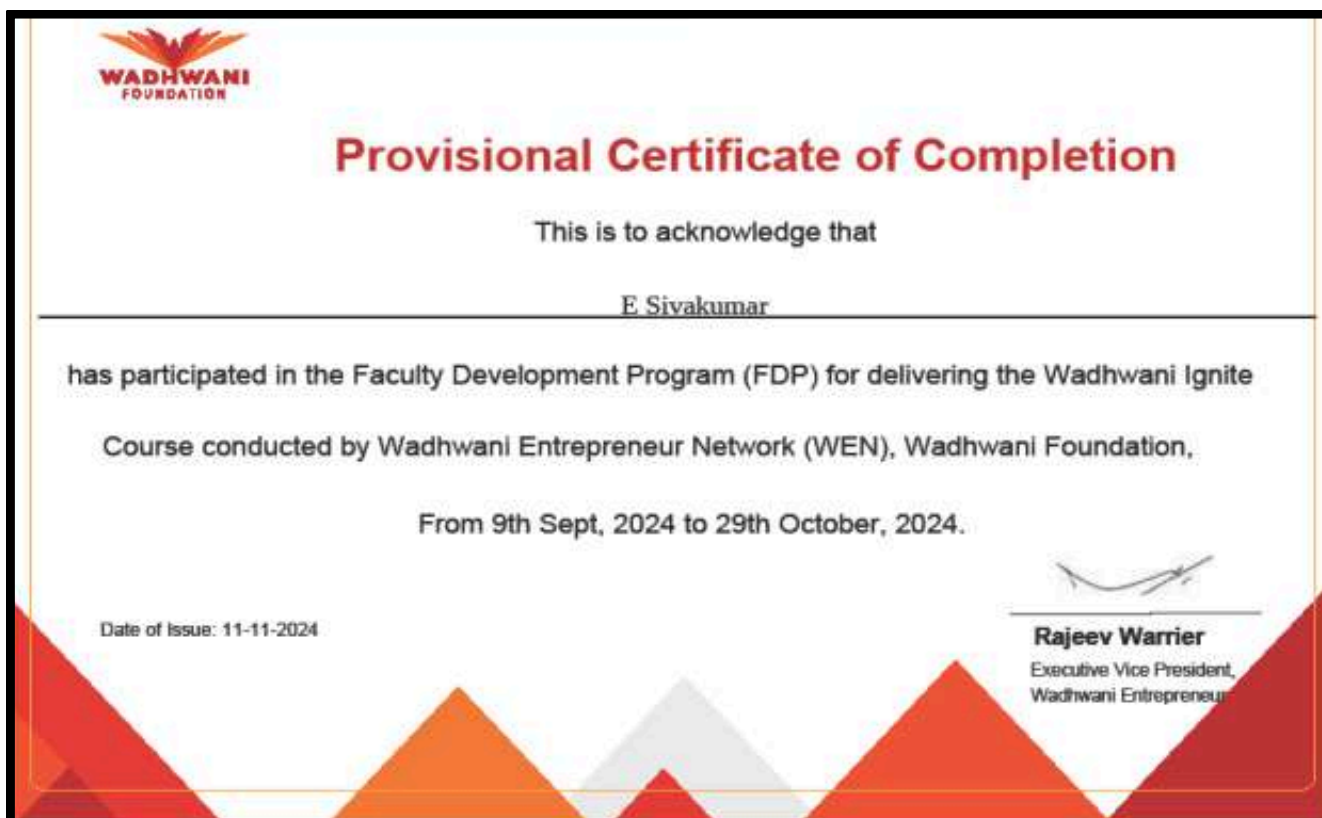 WADHWANI
FOUNDATION
Provisional Certificate of Completion
This is to acknowledge that
E Sivakumar
has participated in the Faculty Development Program (FDP) for delivering the Wadhwani Ignite
Course conducted by Wadhwani Entrepreneur Network (WEN), Wadhwani Foundation,
From 9th Sept, 2024 to 29th October, 2024.
Date of Issue: 11-11-2024
Rajeev Warrier
Executive Vice President,
Wadhwani Entrepreneur